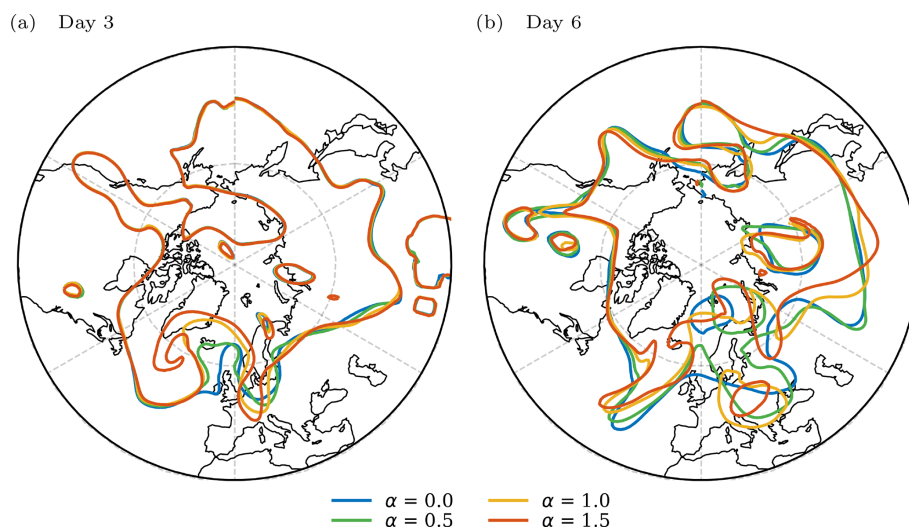 (a) Day 3
(b) Day 6
α = 0.0
α = 0.5
α = 1.0
α = 1.5